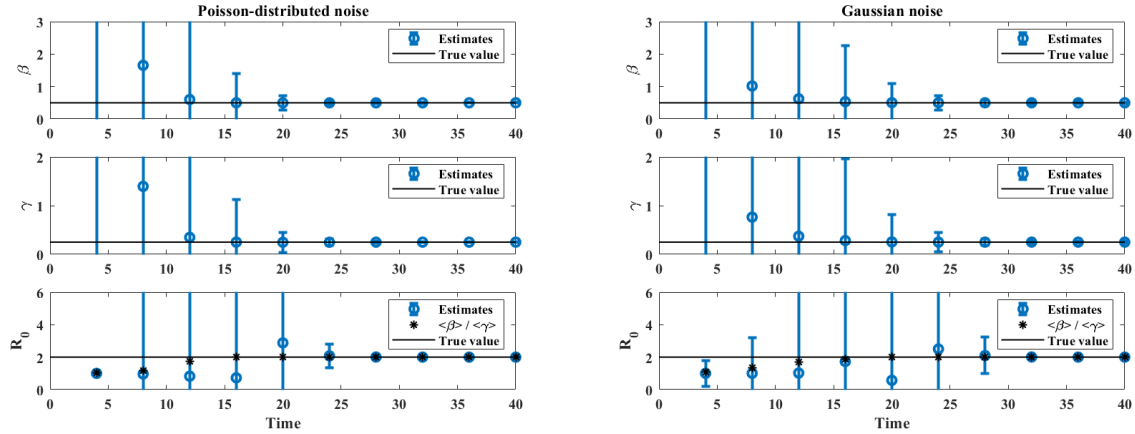 Poisson-distributed noise
3
2
1
0
β
Estimates
True value
0 5 10 15 20 25 30 35 40
2
1
0
γ
Estimates
True value
0 5 10 15 20 25 30 35 40
6
4
2
0
R0
Estimates
<β> / <γ>
True value
0 5 10 15 20 25 30 35 40
Time
Gaussian noise
3
2
1
0
β
Estimates
True value
0 5 10 15 20 25 30 35 40
2
1
0
γ
Estimates
True value
0 5 10 15 20 25 30 35 40
6
4
2
0
R0
Estimates
<β> / <γ>
True value
0 5 10 15 20 25 30 35 40
Time